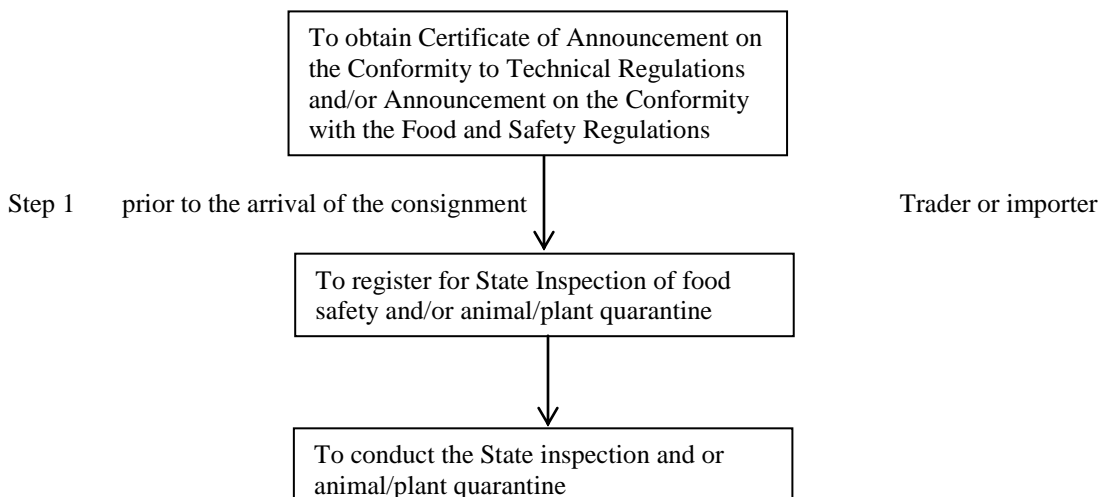 To obtain Certificate of Announcement on
the Conformity to Technical Regulations
and/or Announcement on the Conformity
with the Food and Safety Regulations
Step 1 prior to the arrival of the consignment Trader or importer
To register for State Inspection of food
safety and/or animal/plant quarantine
To conduct the State inspection and or
animal/plant quarantine